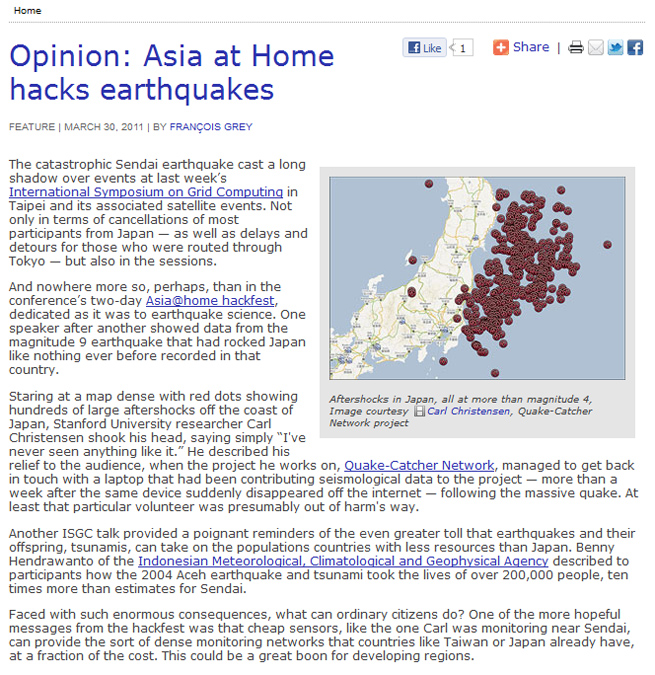 Home
Opinion: Asia at Home
hacks earthquakes
Like 1
Share |
FEATURE | MARCH 30, 2011 | BY FRANÇOIS GREY
The catastrophic Sendai earthquake cast a long
shadow over events at last week’s
International Symposium on Grid Computing in
Taipei and its associated satellite events. Not
only in terms of cancellations of most
participants from Japan — as well as delays and
detours for those who were routed through
Tokyo — but also in the sessions.
And nowhere more so, perhaps, than in the
conference’s two-day Asia@home hackfest,
dedicated as it was to earthquake science. One
speaker after another showed data from the
magnitude 9 earthquake that had rocked Japan
like nothing ever before recorded in that
country.
Aftershocks in Japan, all at more than magnitude 4,
Image courtesy Carl Christensen, Quake-Catcher
Network project
Staring at a map dense with red dots showing
hundreds of large aftershocks off the coast of
Japan, Stanford University researcher Carl
Christensen shook his head, saying simply “I've
never seen anything like it.” He described his
relief to the audience, when the project he works on, Quake-Catcher Network, managed to get back
in touch with a laptop that had been contributing seismological data to the project — more than a
week after the same device suddenly disappeared off the internet — following the massive quake. At
least that particular volunteer was presumably out of harm's way.
Another ISGC talk provided a poignant reminders of the even greater toll that earthquakes and their
offspring, tsunamis, can take on the populations countries with less resources than Japan. Benny
Hendrawanto of the Indonesian Meteorological, Climatological and Geophysical Agency described to
participants how the 2004 Aceh earthquake and tsunami took the lives of over 200,000 people, ten
times more than estimates for Sendai.
Faced with such enormous consequences, what can ordinary citizens do? One of the more hopeful
messages from the hackfest was that cheap sensors, like the one Carl was monitoring near Sendai,
can provide the sort of dense monitoring networks that countries like Taiwan or Japan already have,
at a fraction of the cost. This could be a great boon for developing regions.